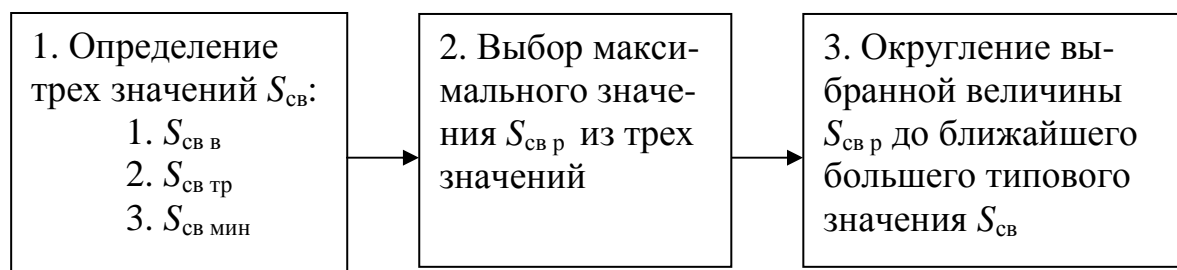 1. Определение
трех значений Sсв:
1. Sсв в
2. Sсв тр
3. Sсв мин
2. Выбор макси-
мального значе-
ния Sсв р из трех
значений
3. Округление вы-
бранной величины
Sсв р до ближайшего
большего типового
значения Sсв